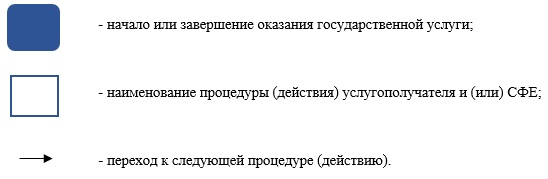 - начало или завершение оказания государственной услуги;
- наименование процедуры (действия) услугополучателя и (или) СФЕ;
- переход к следующей процедуре (действию).